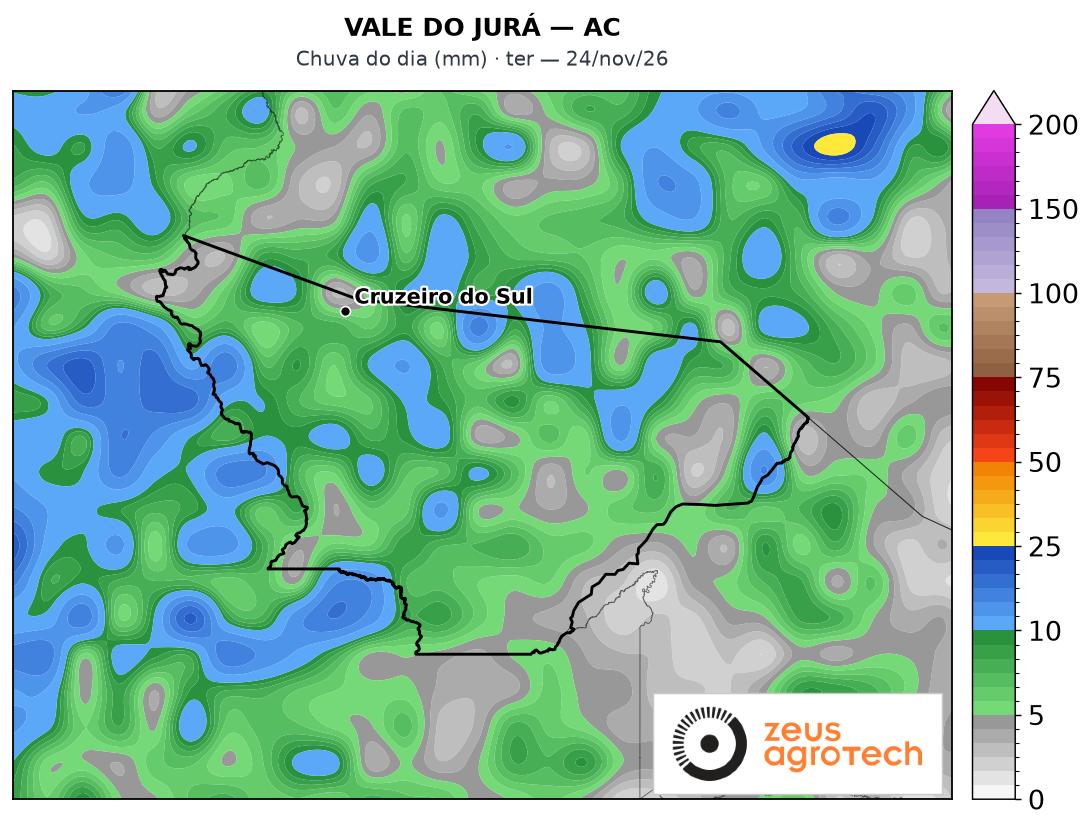 VALE DO JURÁ — AC
Chuva do dia (mm) · ter — 24/nov/26
Cruzeiro do Sul
200
150
100
75
50
25
10
5
0
zeus
agrotech